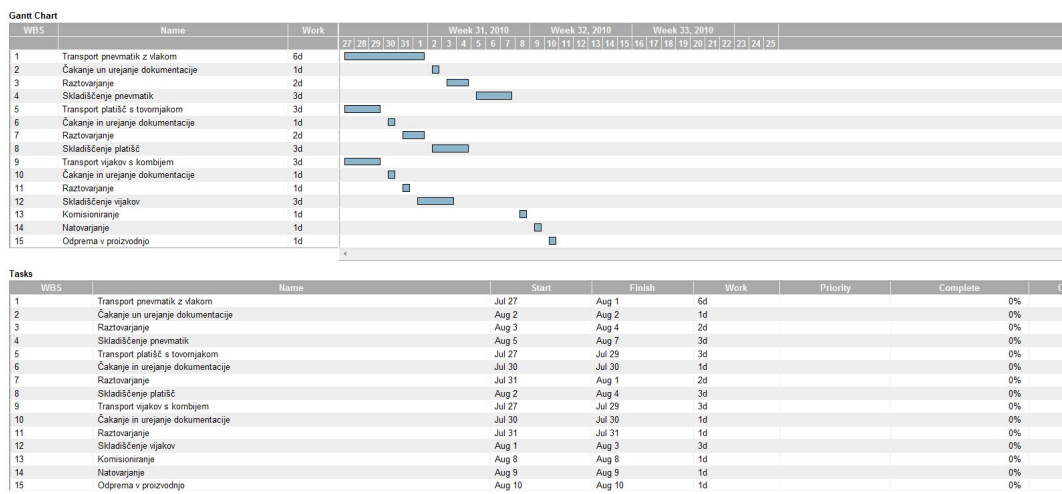 Gantt Chart
WBS Name Work Week 31, 2010 Week 32, 2010 Week 33, 2010
27 28 29 30 31 1 2 3 4 5 6 7 8 9 10 11 12 13 14 15 16 17 18 19 20 21 22 23 24 25
1 Transport pnevmatik z vlakom 6d
2 Čakanje un urejanje dokumentacije 1d
3 Raztovarjanje 2d
4 Skladiščenje pnevmatik 3d
5 Transport platišč s tovornjakom 3d
6 Čakanje in urejanje dokumentacije 1d
7 Raztovarjanje 2d
8 Skladiščenje platišč 3d
9 Transport vijakov s kombijem 3d
10 Čakanje in urejanje dokumentacije 1d
11 Raztovarjanje 1d
12 Skladiščenje vijakov 3d
13 Komisioniranje 1d
14 Natovarjanje 1d
15 Odprema v proizvodnjo 1d
Tasks
WBS Name Start Finish Work Priority Complete
1 Transport pnevmatik z vlakom Jul 27 Aug 1 6d 0%
2 Čakanje un urejanje dokumentacije Aug 2 Aug 2 1d 0%
3 Raztovarjanje Aug 3 Aug 4 2d 0%
4 Skladiščenje pnevmatik Aug 5 Aug 7 3d 0%
5 Transport platišč s tovornjakom Jul 27 Jul 29 3d 0%
6 Čakanje in urejanje dokumentacije Jul 30 Jul 30 1d 0%
7 Raztovarjanje Jul 31 Aug 1 2d 0%
8 Skladiščenje platišč Aug 2 Aug 4 3d 0%
9 Transport vijakov s kombijem Jul 27 Jul 29 3d 0%
10 Čakanje in urejanje dokumentacije Jul 30 Jul 30 1d 0%
11 Raztovarjanje Jul 31 Jul 31 1d 0%
12 Skladiščenje vijakov Aug 1 Aug 3 3d 0%
13 Komisioniranje Aug 8 Aug 8 1d 0%
14 Natovarjanje Aug 9 Aug 9 1d 0%
15 Odprema v proizvodnjo Aug 10 Aug 10 1d 0%